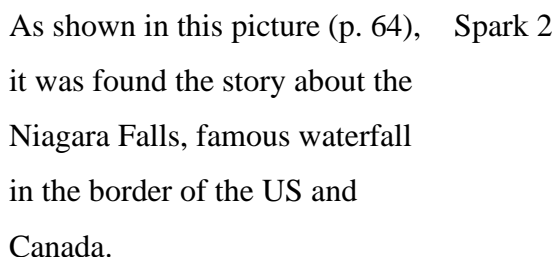 As shown in this picture (p. 64), Spark 2
it was found the story about the
Niagara Falls, famous waterfall
in the border of the US and
Canada.